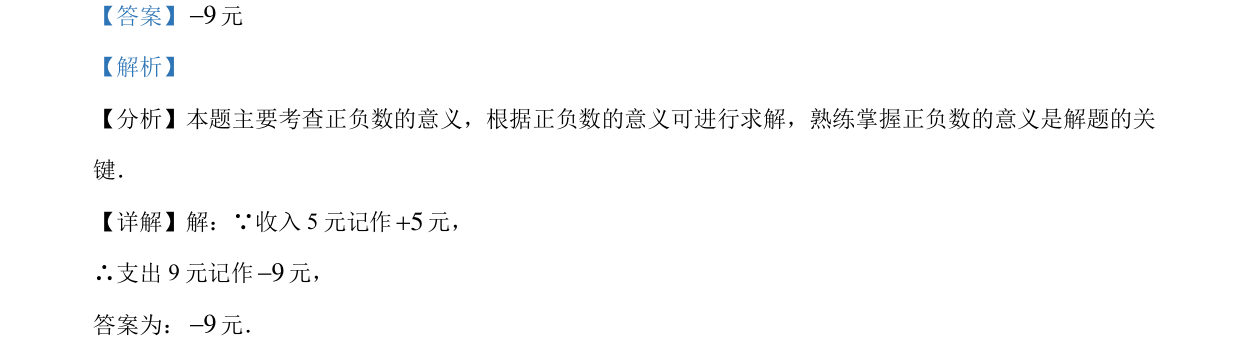 【答案】−9元
【解析】
【分析】本题主要考查正负数的意义，根据正负数的意义可进行求解，熟练掌握正负数的意义是解题的关
键．
【详解】解：∵收入 5 元记作+5元，
∴支出 9 元记作−9元，
答案为：−9元．